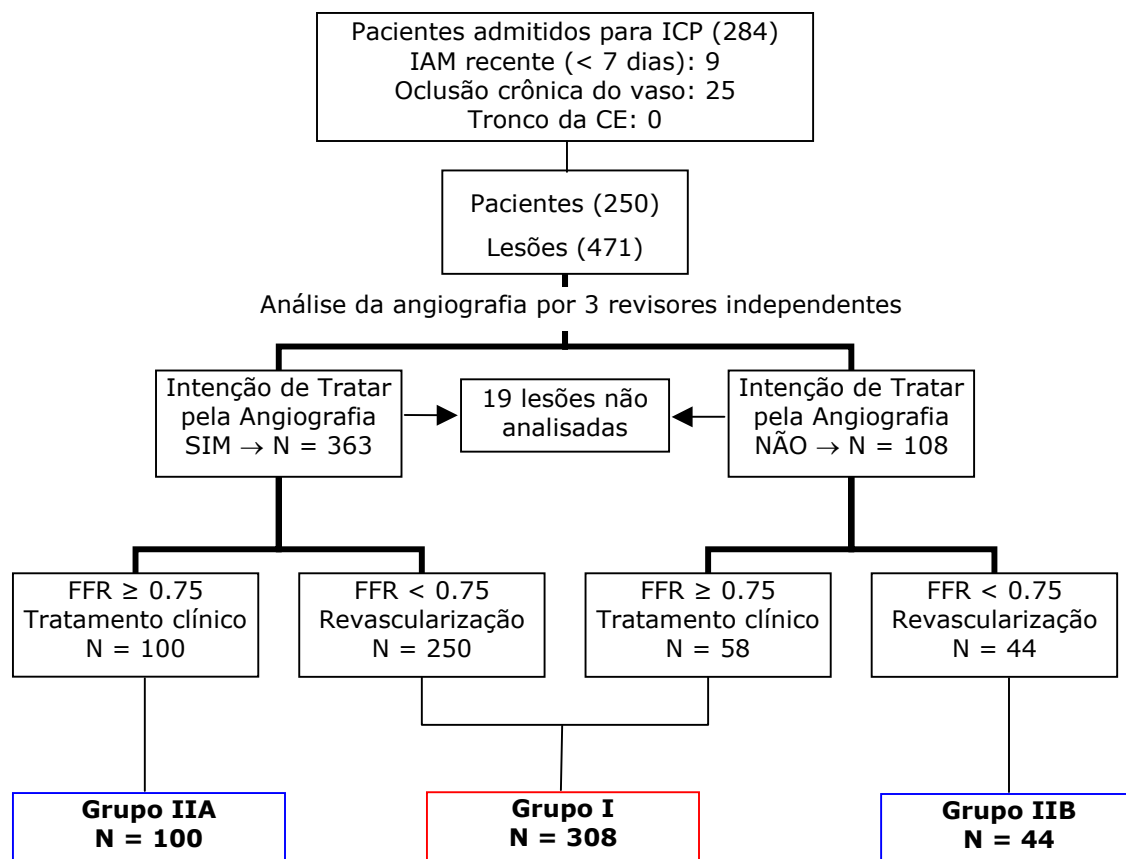 Pacientes admitidos para ICP (284)
IAM recente (< 7 dias): 9
Oclusão crônica do vaso: 25
Tronco da CE: 0
Pacientes (250)
Lesões (471)
Análise da angiografia por 3 revisores independentes
Intenção de Tratar
pela Angiografia
SIM → N = 363
19 lesões não
analisadas
Intenção de Tratar
pela Angiografia
NÃO → N = 108
FFR ≥ 0.75
Tratamento clínico
N = 100
FFR < 0.75
Revascularização
N = 250
FFR ≥ 0.75
Tratamento clínico
N = 58
FFR < 0.75
Revascularização
N = 44
Grupo IIA
N = 100
Grupo I
N = 308
Grupo IIB
N = 44